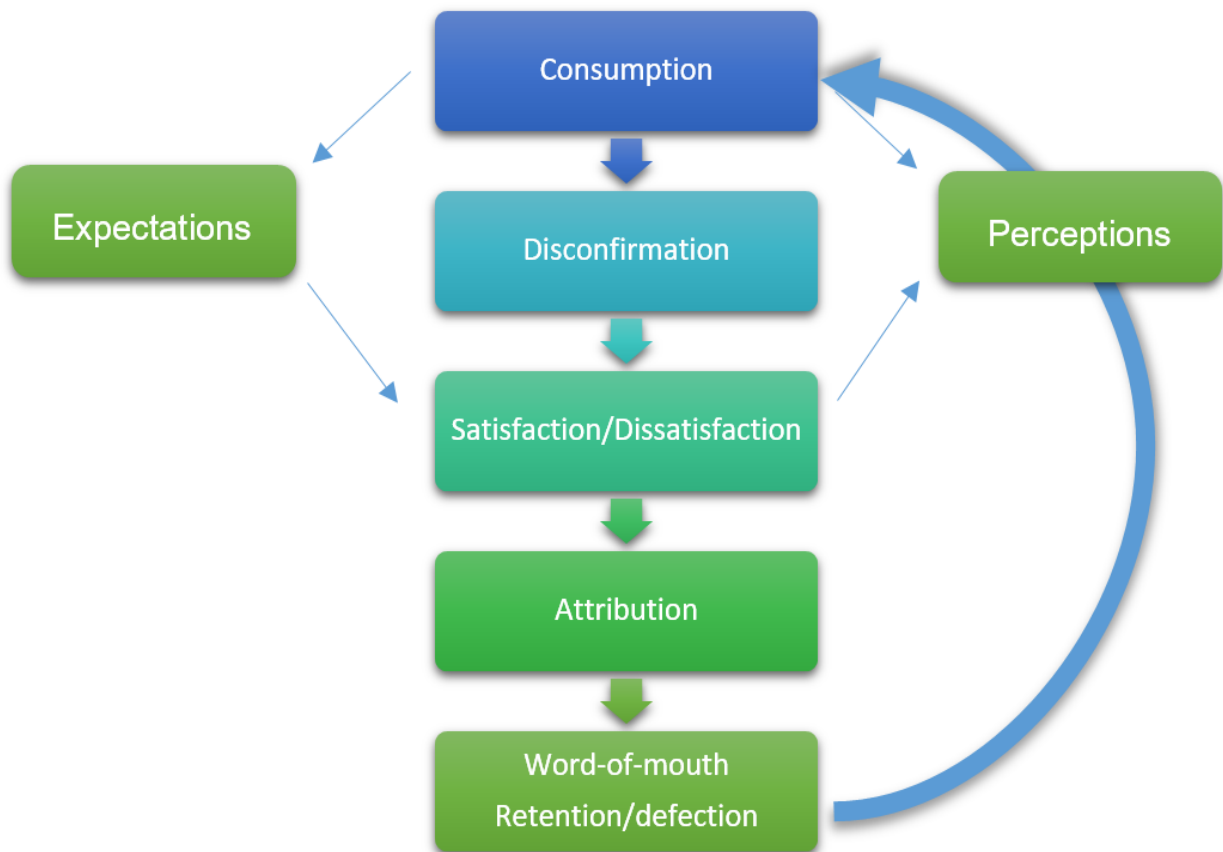 Consumption
Expectations
Perceptions
Disconfirmation
Satisfaction/Dissatisfaction
Attribution
Word-of-mouth
Retention/defection